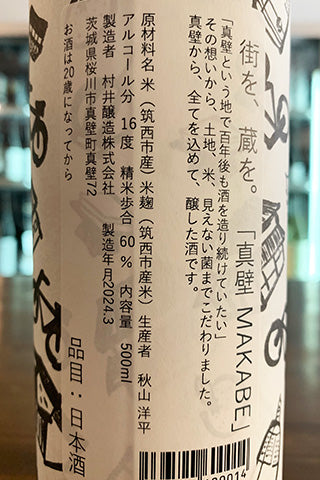 街を、蔵を。「真壁 MAKABE」
「真壁という地で百年後も酒を造り続けていたい」
その想いから、土地、米、見えない菌までこだわりました。
真壁から、全てを込めて、醸した酒です。
原材料名 米（筑西市産）米麹（筑西市産米）生産者 秋山 洋平
アルコール分 16度 精米歩合 60％ 内容量 500ml
製造者 村井醸造株式会社 製造年月2024.3
茨城県桜川市真壁町真壁72
お酒は20歳になってから
品目：日本酒